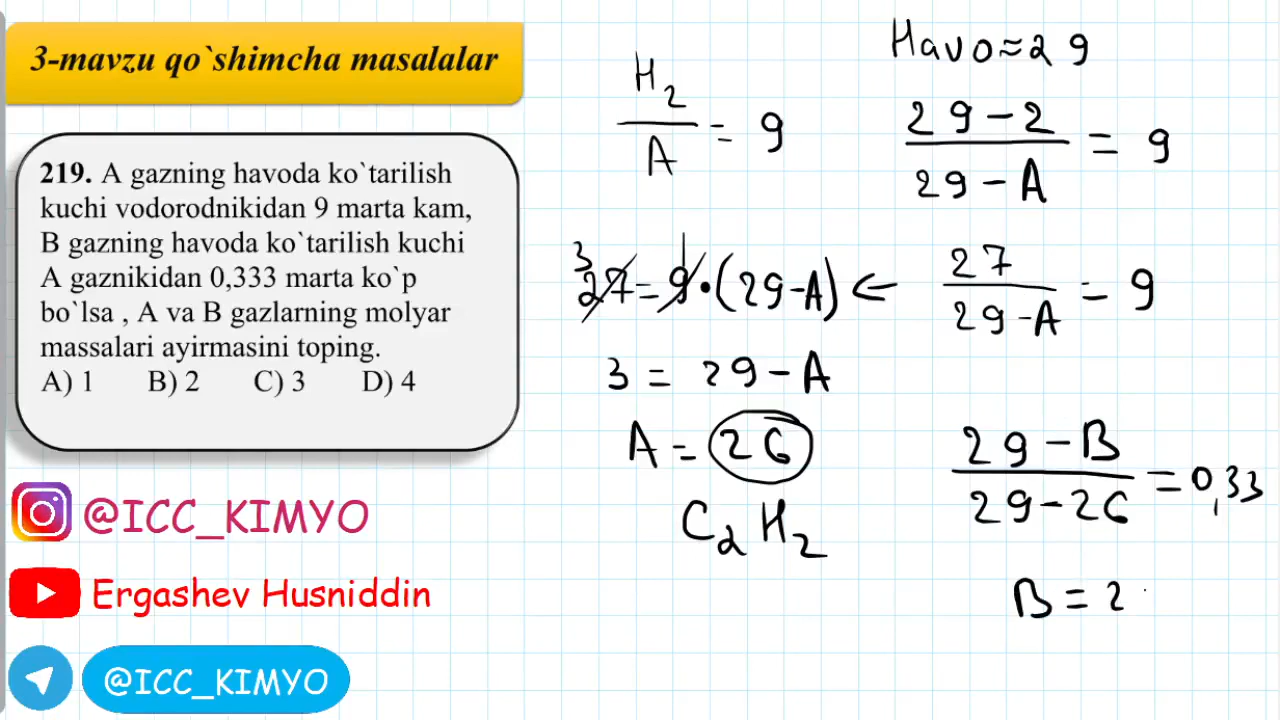 3-mavzu qo`shimcha masalalar
219. A gazning havoda ko`tarilish
kuchi vodorodnikidan 9 marta kam,
B gazning havoda ko`tarilish kuchi
A gaznikidan 0,333 marta ko`p
bo`lsa , A va B gazlarning molyar
massalari ayirmasini toping.
A) 1 B) 2 C) 3 D) 4
@ICC_KIMYO
Ergashev Husniddin
@ICC_KIMYO
H2
/ A = 9
3
27 = 9 • (29-A) ←
1
3 = 29 - A
A = 26
C2H2
Havo ≈ 29
29 - 2
/ 29 - A = 9
27
/ 29 - A = 9
29 - B
/ 29 - 26 = 0,33
B = 2